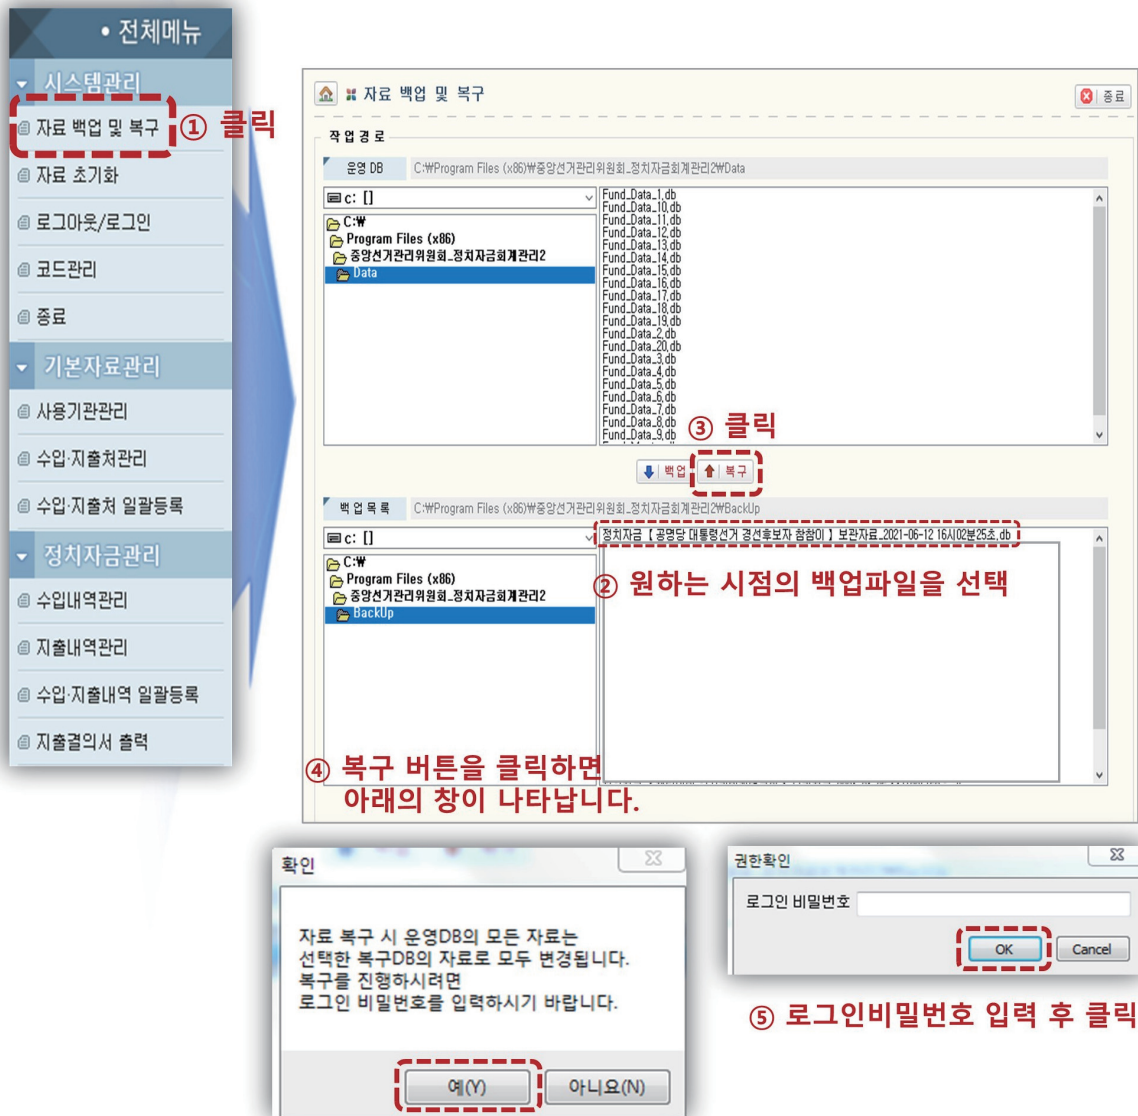 • 전체메뉴
시스템관리
자료 백업 및 복구
① 클릭
자료 초기화
로그아웃/로그인
코드관리
종료
기본자료관리
사용기관관리
수입·지출처관리
수입·지출처 일괄등록
정치자금관리
수입내역관리
지출내역관리
수입·지출내역 일괄등록
지출결의서 출력
자료 백업 및 복구
종료
작업경로
운영 DB C:₩Program Files (x86)₩중앙선거관리위원회_정치자금회계관리2₩Data
c: []
C:₩
Program Files (x86)
중앙선거관리위원회_정치자금회계관리2
Data
Fund_Data_1.db
Fund_Data_10.db
Fund_Data_11.db
Fund_Data_12.db
Fund_Data_13.db
Fund_Data_14.db
Fund_Data_15.db
Fund_Data_16.db
Fund_Data_17.db
Fund_Data_18.db
Fund_Data_19.db
Fund_Data_2.db
Fund_Data_20.db
Fund_Data_3.db
Fund_Data_4.db
Fund_Data_5.db
Fund_Data_6.db
Fund_Data_7.db
Fund_Data_8.db
Fund_Data_9.db
③ 클릭
백업 복구
백업목록 C:₩Program Files (x86)₩중앙선거관리위원회_정치자금회계관리2₩BackUp
c: []
C:₩
Program Files (x86)
중앙선거관리위원회_정치자금회계관리2
BackUp
정치자금【 공명당 대통령선거 경선후보자 참참이 】보관자료_2021-06-12 16시02분25초.db
② 원하는 시점의 백업파일을 선택
④ 복구 버튼을 클릭하면
아래의 창이 나타납니다.
확인
자료 복구 시 운영DB의 모든 자료는
선택한 복구DB의 자료로 모두 변경됩니다.
복구를 진행하시려면
로그인 비밀번호를 입력하시기 바랍니다.
예(Y) 아니요(N)
권한확인
로그인 비밀번호
OK Cancel
⑤ 로그인비밀번호 입력 후 클릭